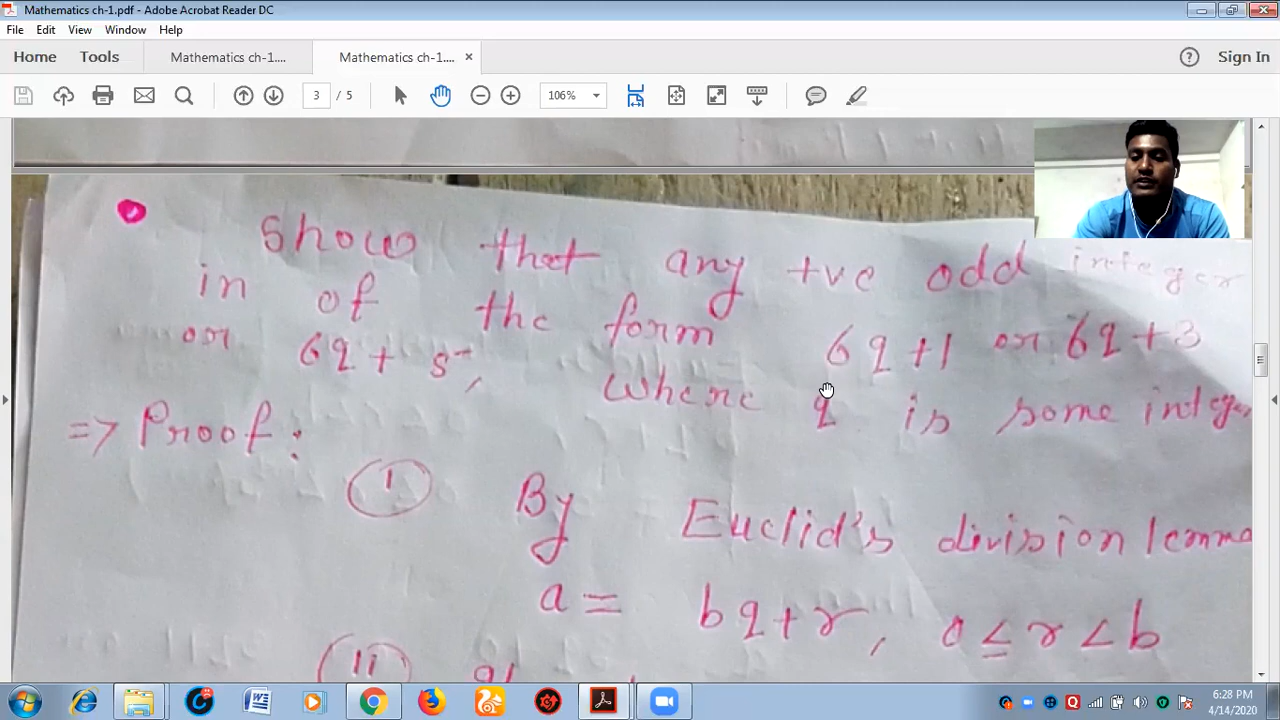 Mathematics ch-1.pdf - Adobe Acrobat Reader DC
File Edit View Window Help
Home Tools Mathematics ch-1.... Mathematics ch-1.... × Sign In
3 / 5 106%
Show that any +ve odd integer
in of the form 6q+1 or 6q+3
or 6q+5, where q is some integer
=> Proof:
(i) By Euclid's division lemma
a = bq+r, 0≤r<b
(ii)
6:28 PM
4/14/2020